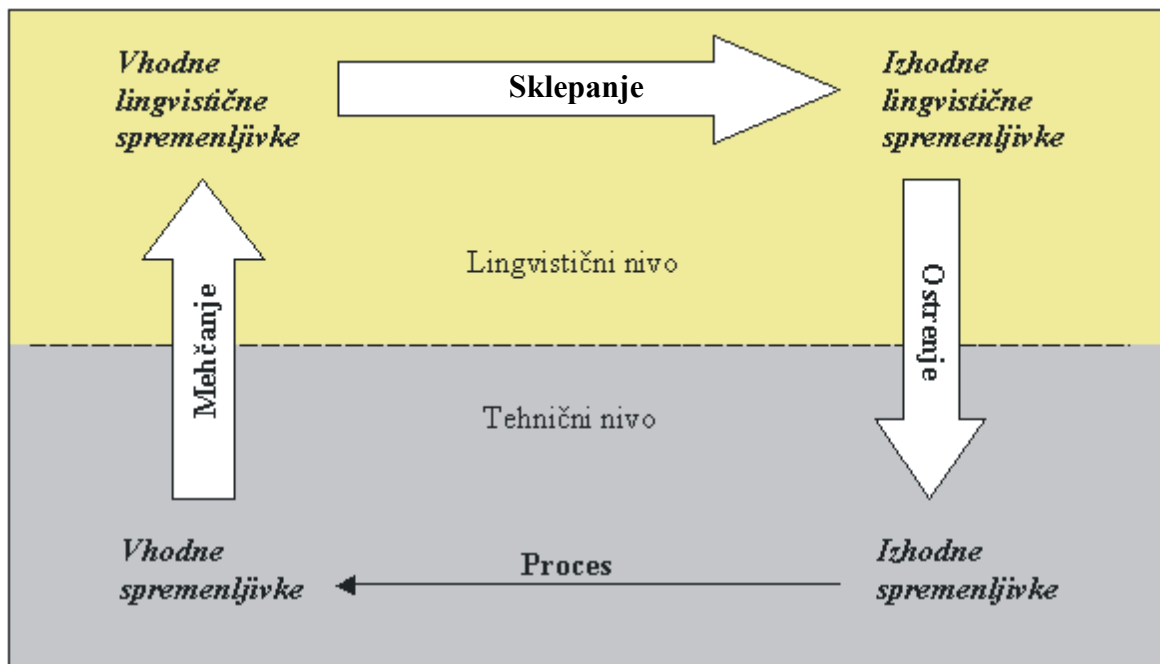 Vhodne
lingvistične
spremenljivke
Sklepanje
Izhodne
lingvistične
spremenljivke
Lingvistični nivo
Mehčanje
Ostrenje
Tehnični nivo
Vhodne
spremenljivke
Proces
Izhodne
spremenljivke